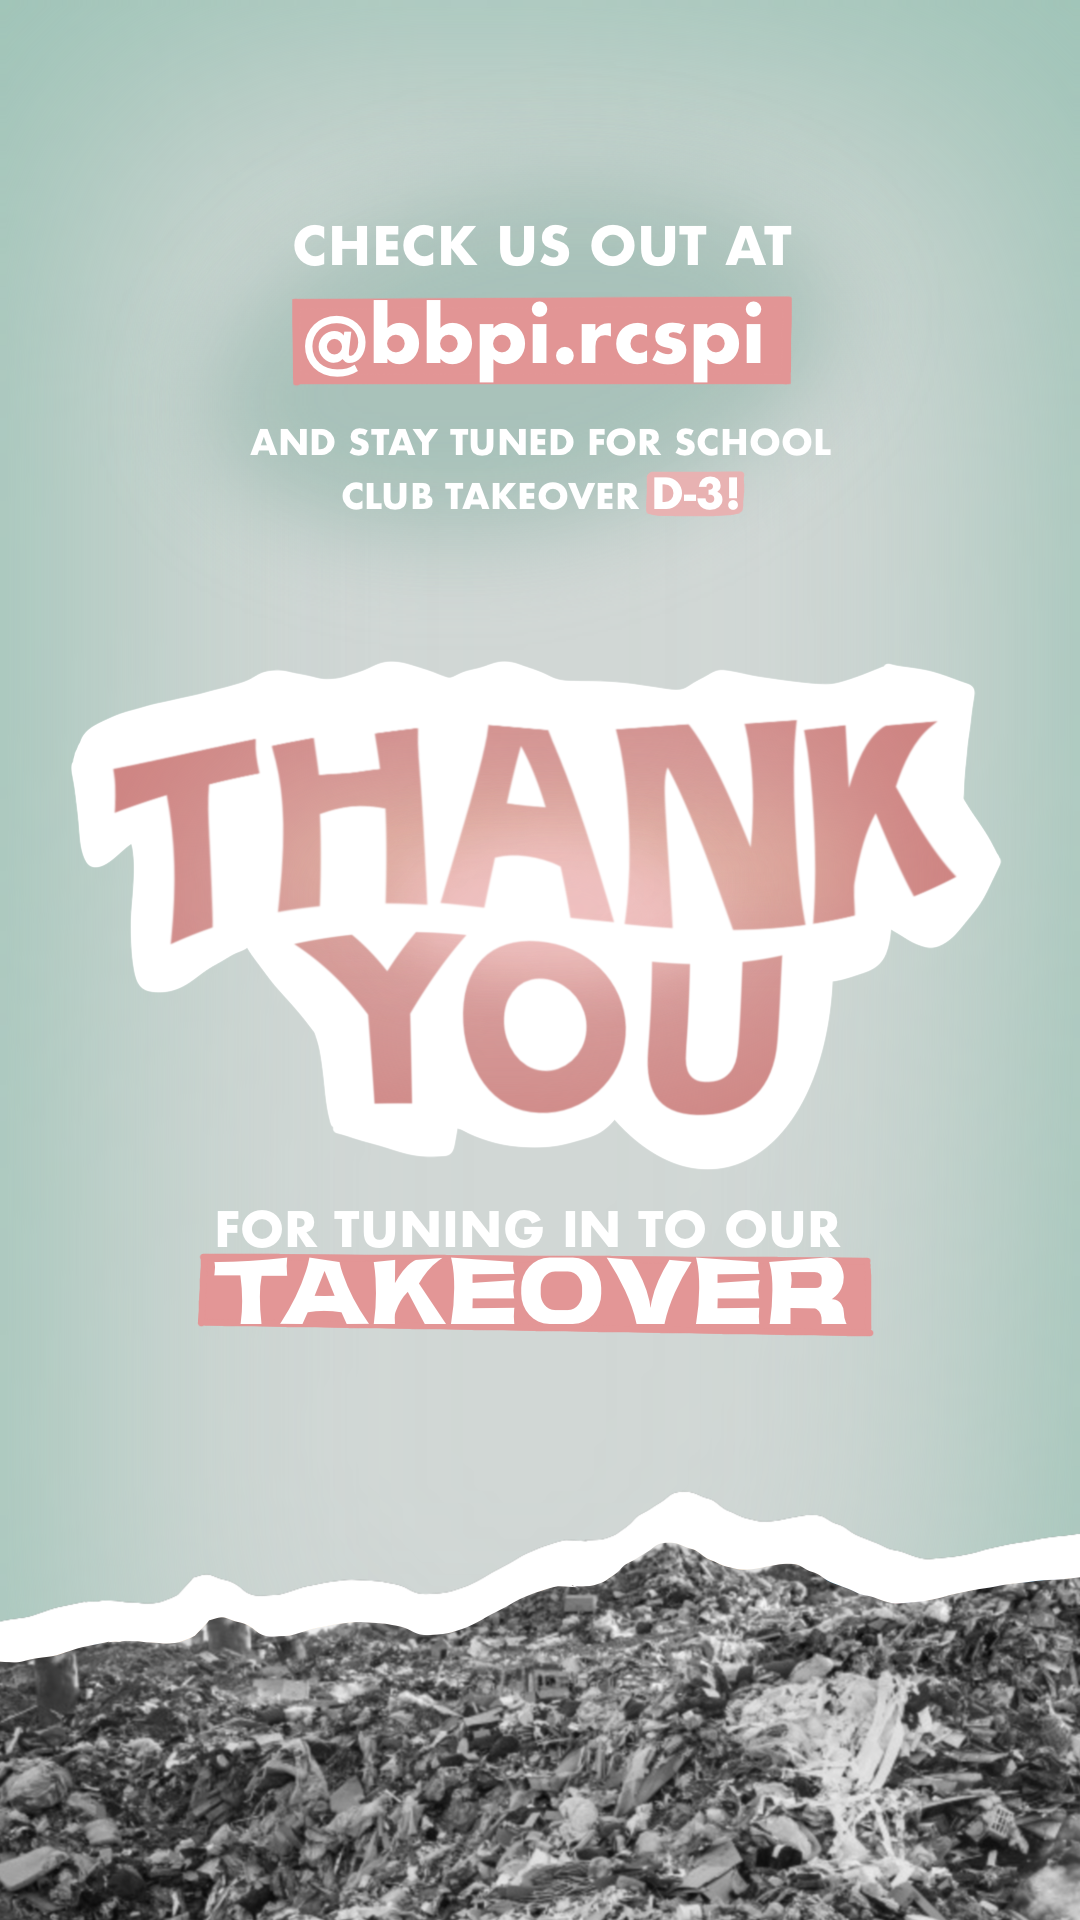 CHECK US OUT AT
@bbpi.rcspi
AND STAY TUNED FOR SCHOOL
CLUB TAKEOVER D-3!
THANK
YOU
FOR TUNING IN TO OUR
TAKEOVER